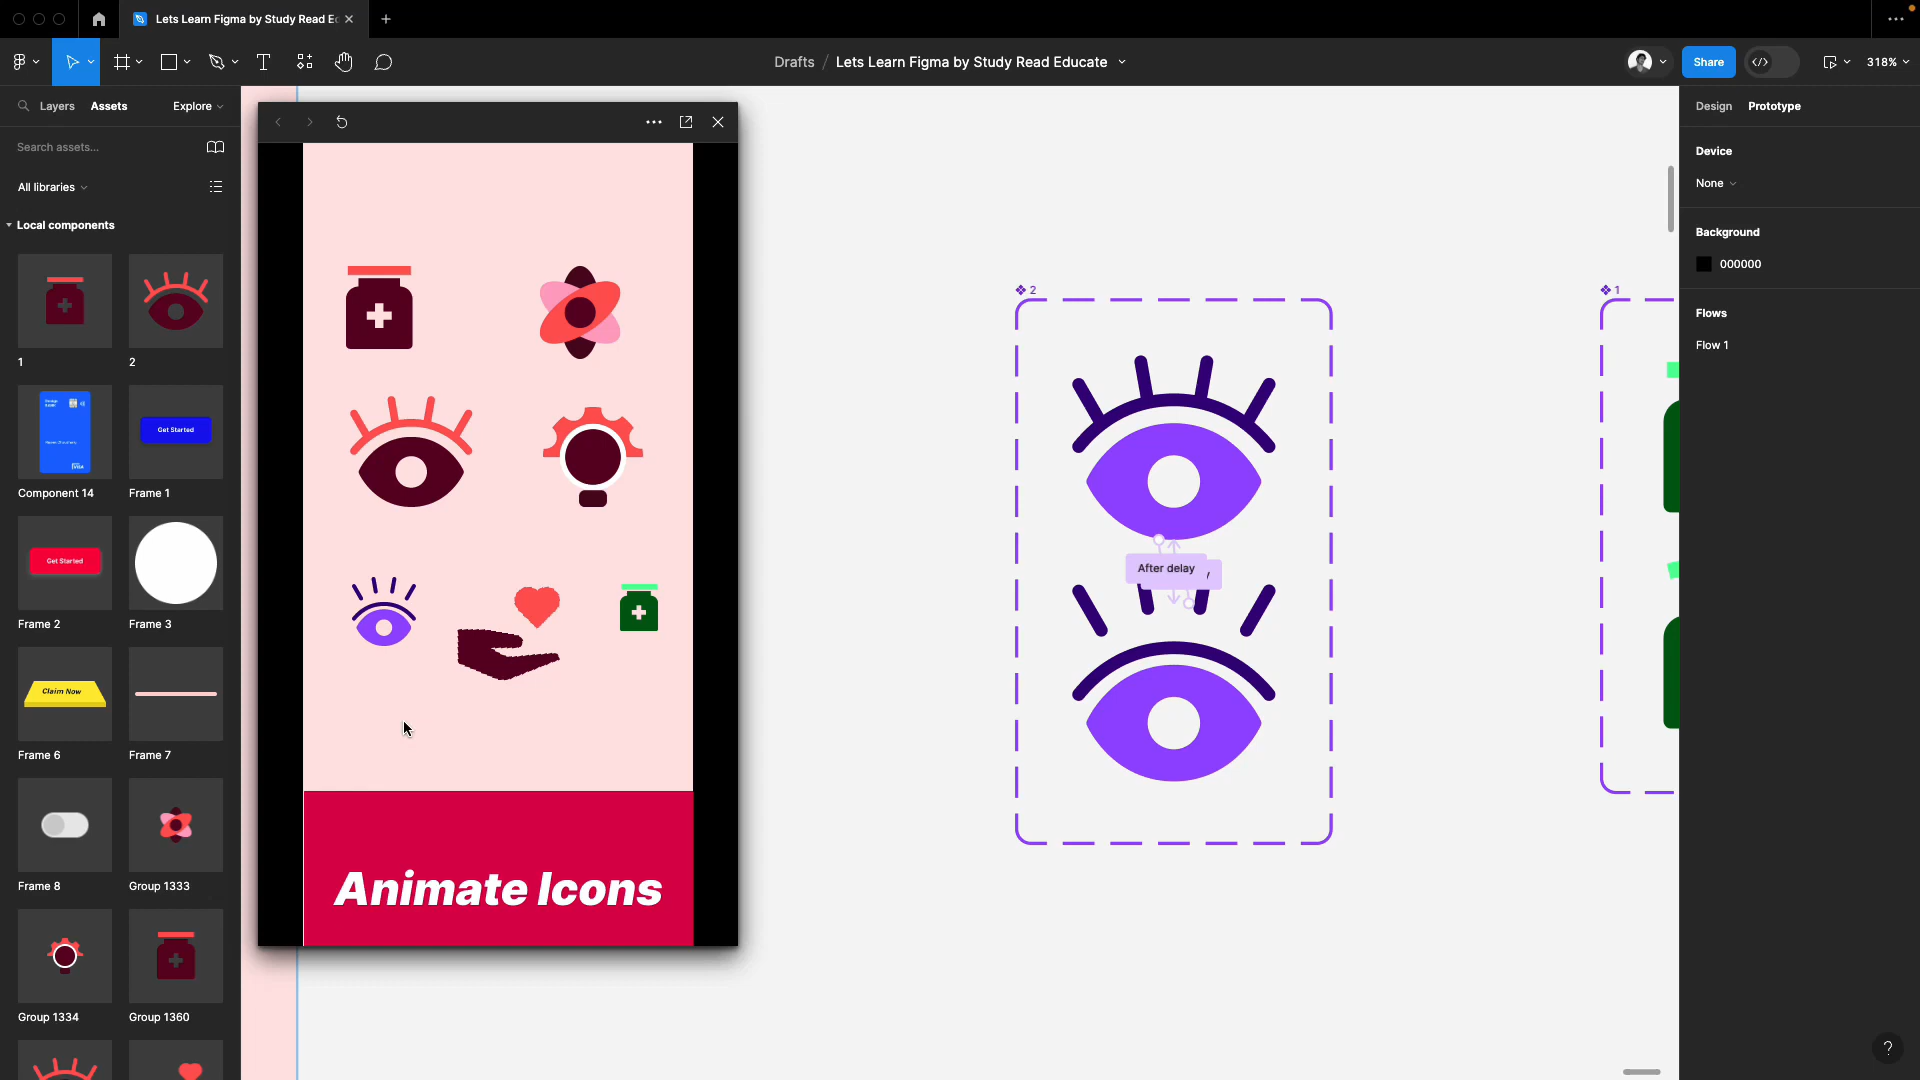 Lets Learn Figma by Study Read Ec
Drafts / Lets Learn Figma by Study Read Educate
Share
318%
Layers
Assets
Explore
Search assets...
All libraries
Local components
1
2
Component 14
Get Started
Frame 1
Get Started
Frame 2
Frame 3
Claim Now
Frame 6
Frame 7
Frame 8
Group 1333
Group 1334
Group 1360
Animate Icons
2
After delay
1
Design
Prototype
Device
None
Background
000000
Flows
Flow 1
?